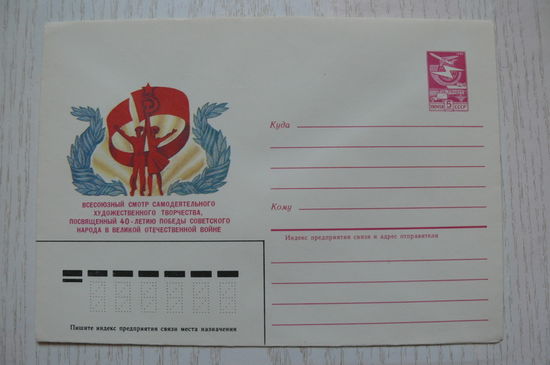 ПОЧТА 5 СССР
ВСЕСОЮЗНЫЙ СМОТР САМОДЕЯТЕЛЬНОГО
ХУДОЖЕСТВЕННОГО ТВОРЧЕСТВА,
ПОСВЯЩЕННЫЙ 40-ЛЕТИЮ ПОБЕДЫ СОВЕТСКОГО
НАРОДА В ВЕЛИКОЙ ОТЕЧЕСТВЕННОЙ ВОЙНЕ
Куда
Кому
Индекс предприятия связи и адрес отправителя
Пишите индекс предприятия связи места назначения